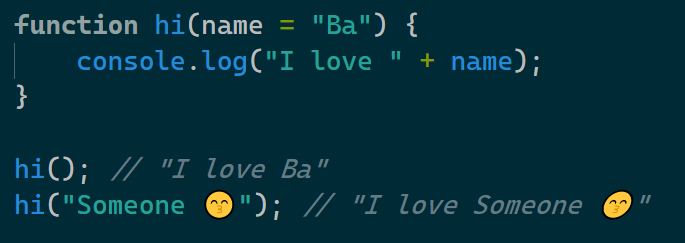 function hi(name = "Ba") {
    console.log("I love " + name);
}

hi(); // "I love Ba"
hi("Someone 😙"); // "I love Someone 😙"